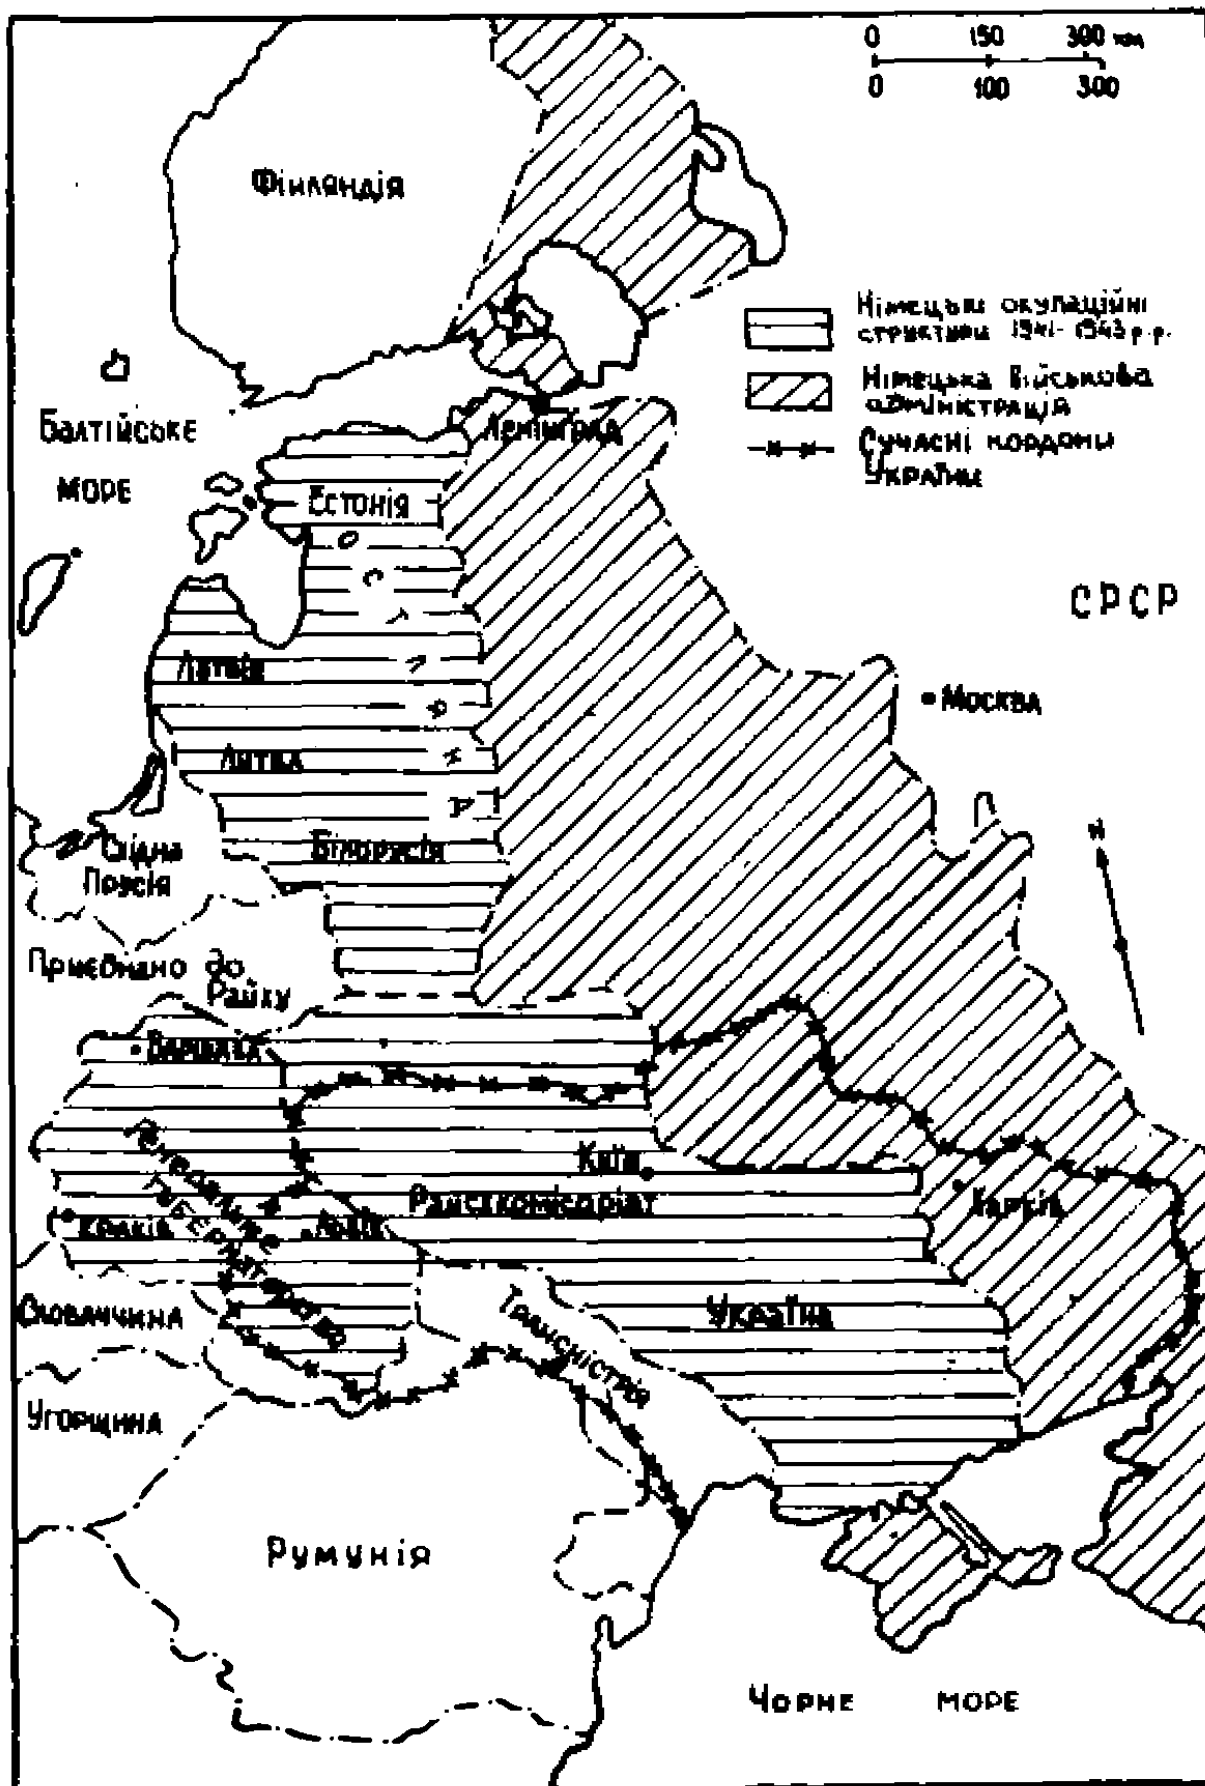 0 150 300 км
0 100 300
Фінляндія
Німецькі окупаційні
структури 1941-1943 р.р.
Німецька Військова
адміністрація
Сучасні кордони
України
Балтійське
море
Ленінград
Естонія
Остлянд
СРСР
Латвія
Москва
Литва
Східна
Прусія
Білорусія
N
Приєднано до
Райху
Варшава
Київ
Райхскомісаріат
Україна
Харків
Генеральне
Губернаторство
Краків
Львів
Словаччина
Трансністрія
Угорщина
Румунія
Чорне море